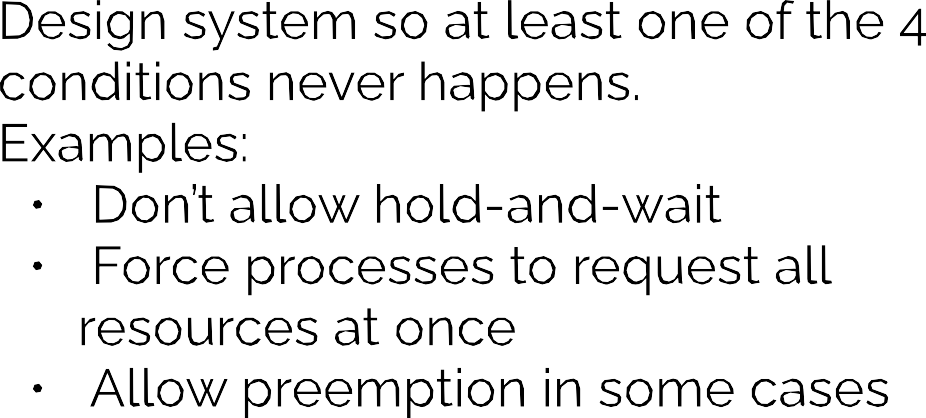 Design system so at least one of the 4
conditions never happens.
Examples:
• Don't allow hold-and-wait
• Force processes to request all
resources at once
• Allow preemption in some cases